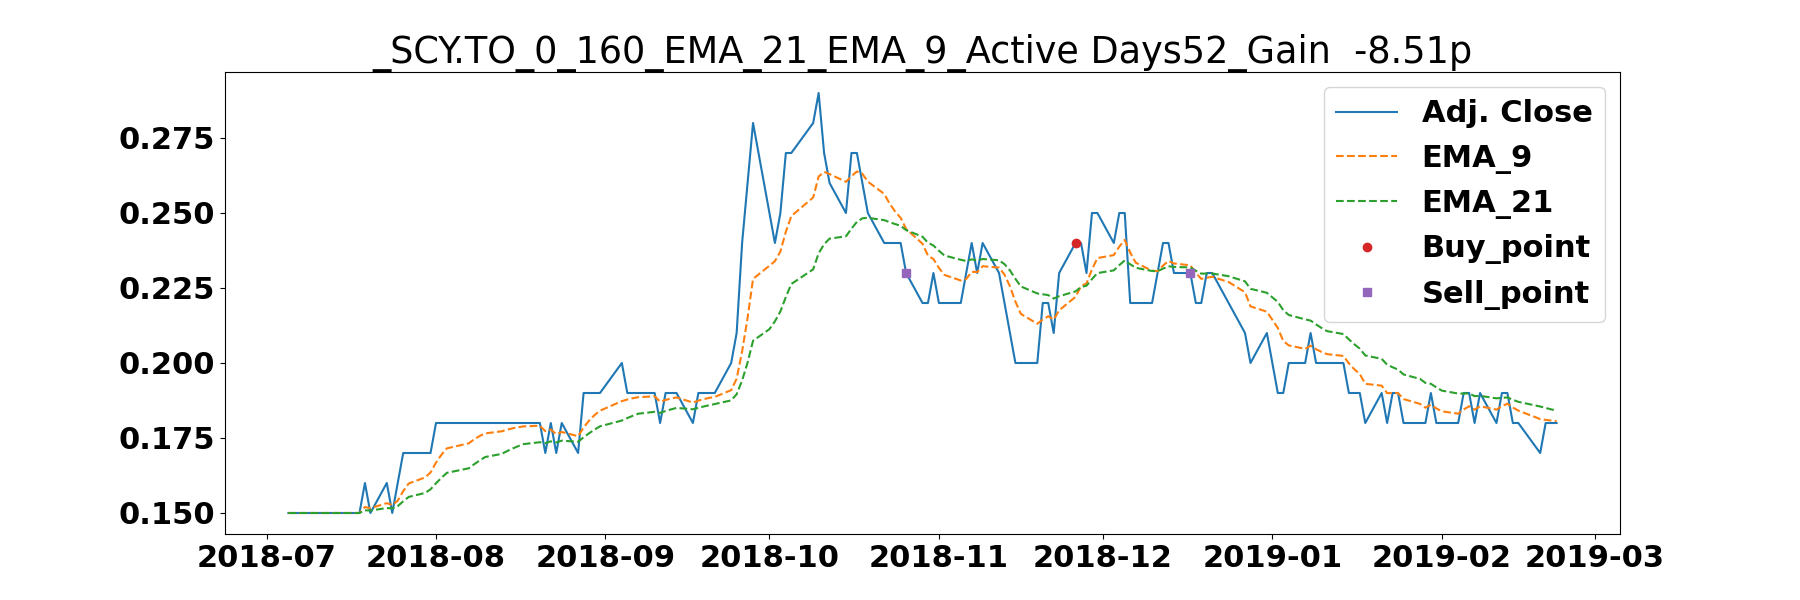 _SCY.TO_0_160_EMA_21_EMA_9_Active Days52_Gain  -8.51p
Adj. Close
EMA_9
EMA_21
Buy_point
Sell_point
0.275
0.250
0.225
0.200
0.175
0.150
2018-07 2018-08 2018-09 2018-10 2018-11 2018-12 2019-01 2019-02 2019-03